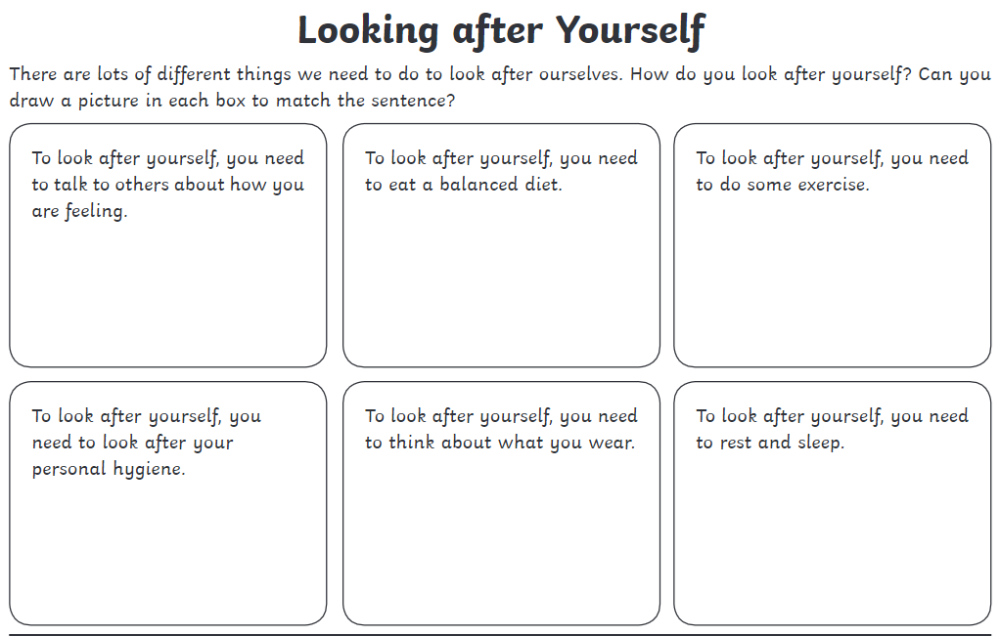 Looking after Yourself
There are lots of different things we need to do to look after ourselves. How do you look after yourself? Can you
draw a picture in each box to match the sentence?
To look after yourself, you need
to talk to others about how you
are feeling.
To look after yourself, you need
to eat a balanced diet.
To look after yourself, you need
to do some exercise.
To look after yourself, you
need to look after your
personal hygiene.
To look after yourself, you need
to think about what you wear.
To look after yourself, you need
to rest and sleep.